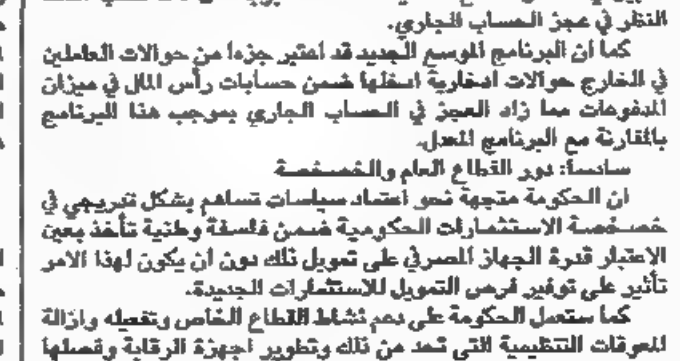 النظر في عجز الحساب الجاري.
كما ان البرنامج الموسع الجديد قد اعتبر جزءا من حوالات العاملين
في الخارج حوالات ادخارية ادخلها ضمن حسابات رأس المال في ميزان
المدفوعات مما زاد العجز في الحساب الجاري بموجب هذا البرنامج
بالمقارنة مع البرنامج المعدل.
سادسا: دور القطاع العام والخصخصة
ان الحكومة متجهة نحو اعتماد سياسات تساهم بشكل تدريجي في
خصخصة الاستثمارات الحكومية ضمن فلسفة وطنية تأخذ بعين
الاعتبار قدرة الجهاز المصرفي على تمويل ذلك دون ان يكون لهذا الامر
تأثير على توفير فرص التمويل للاستثمارات الجديدة.
كما ستعمل الحكومة على دعم نشاط القطاع الخاص وتفعيله وازالة
المعوقات التنظيمية التي تحد من ذلك وتطوير اجهزة الرقابة وفصلها